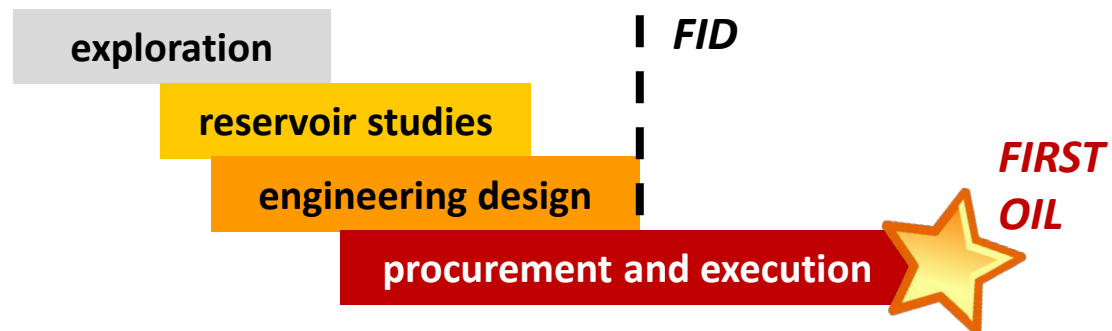 exploration
FID
reservoir studies
engineering design
FIRST
OIL
procurement and execution